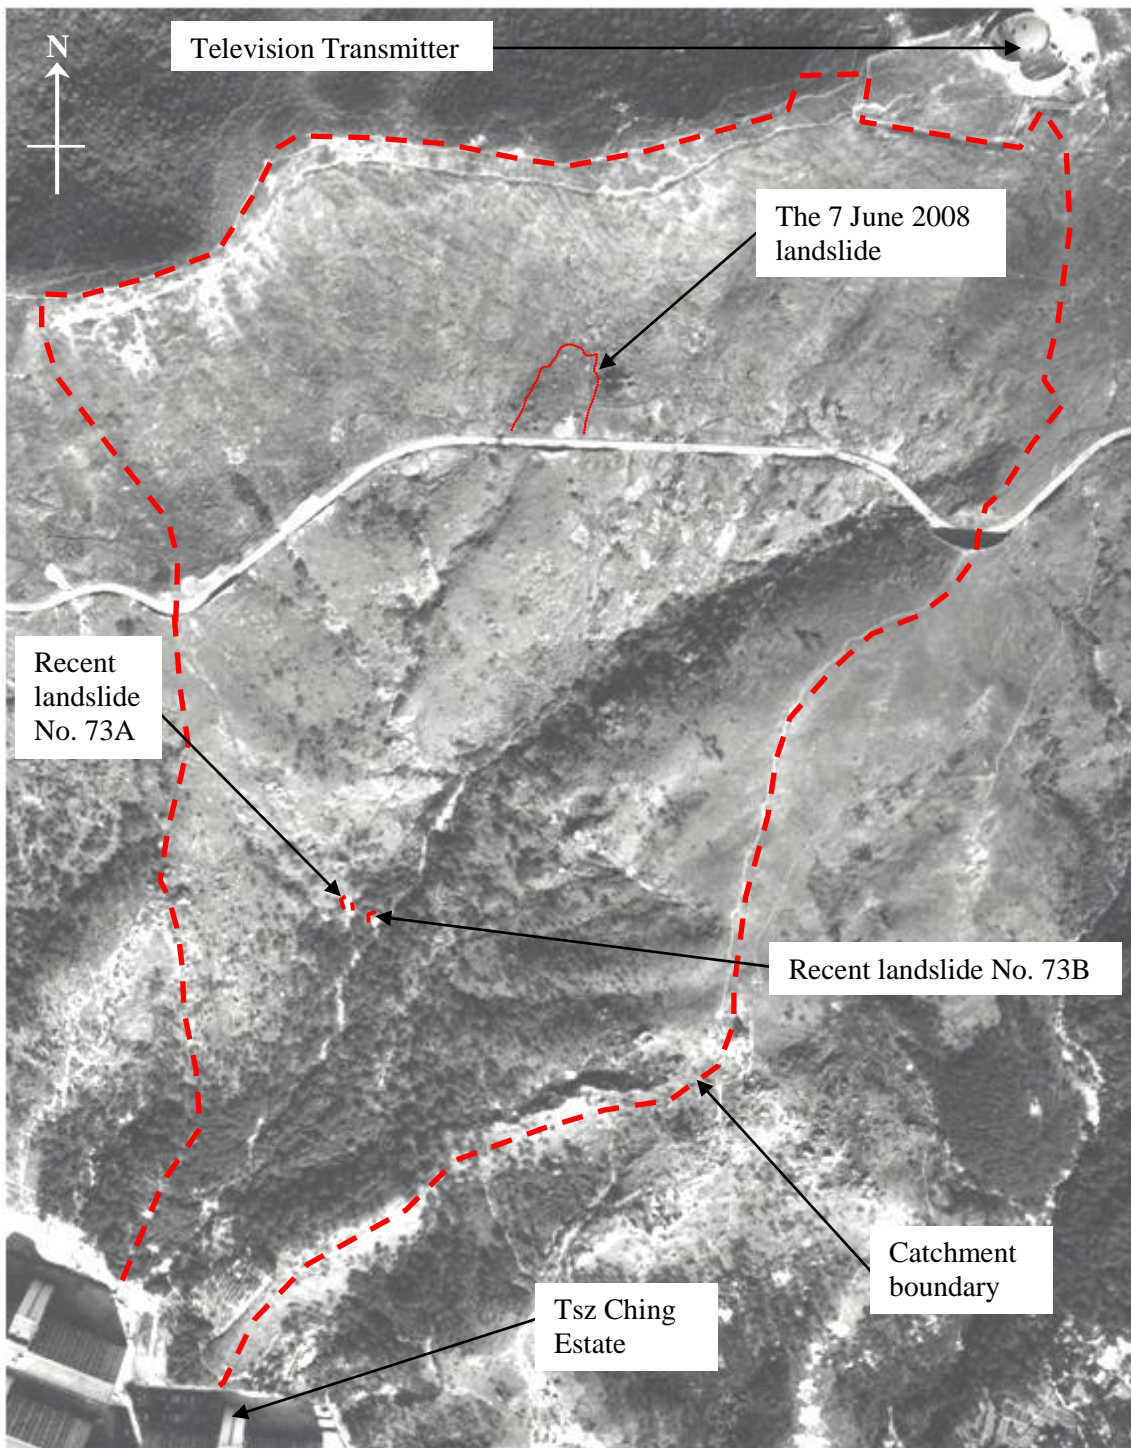 N
Television Transmitter
The 7 June 2008
landslide
Recent
landslide
No. 73A
Recent landslide No. 73B
Catchment
boundary
Tsz Ching
Estate